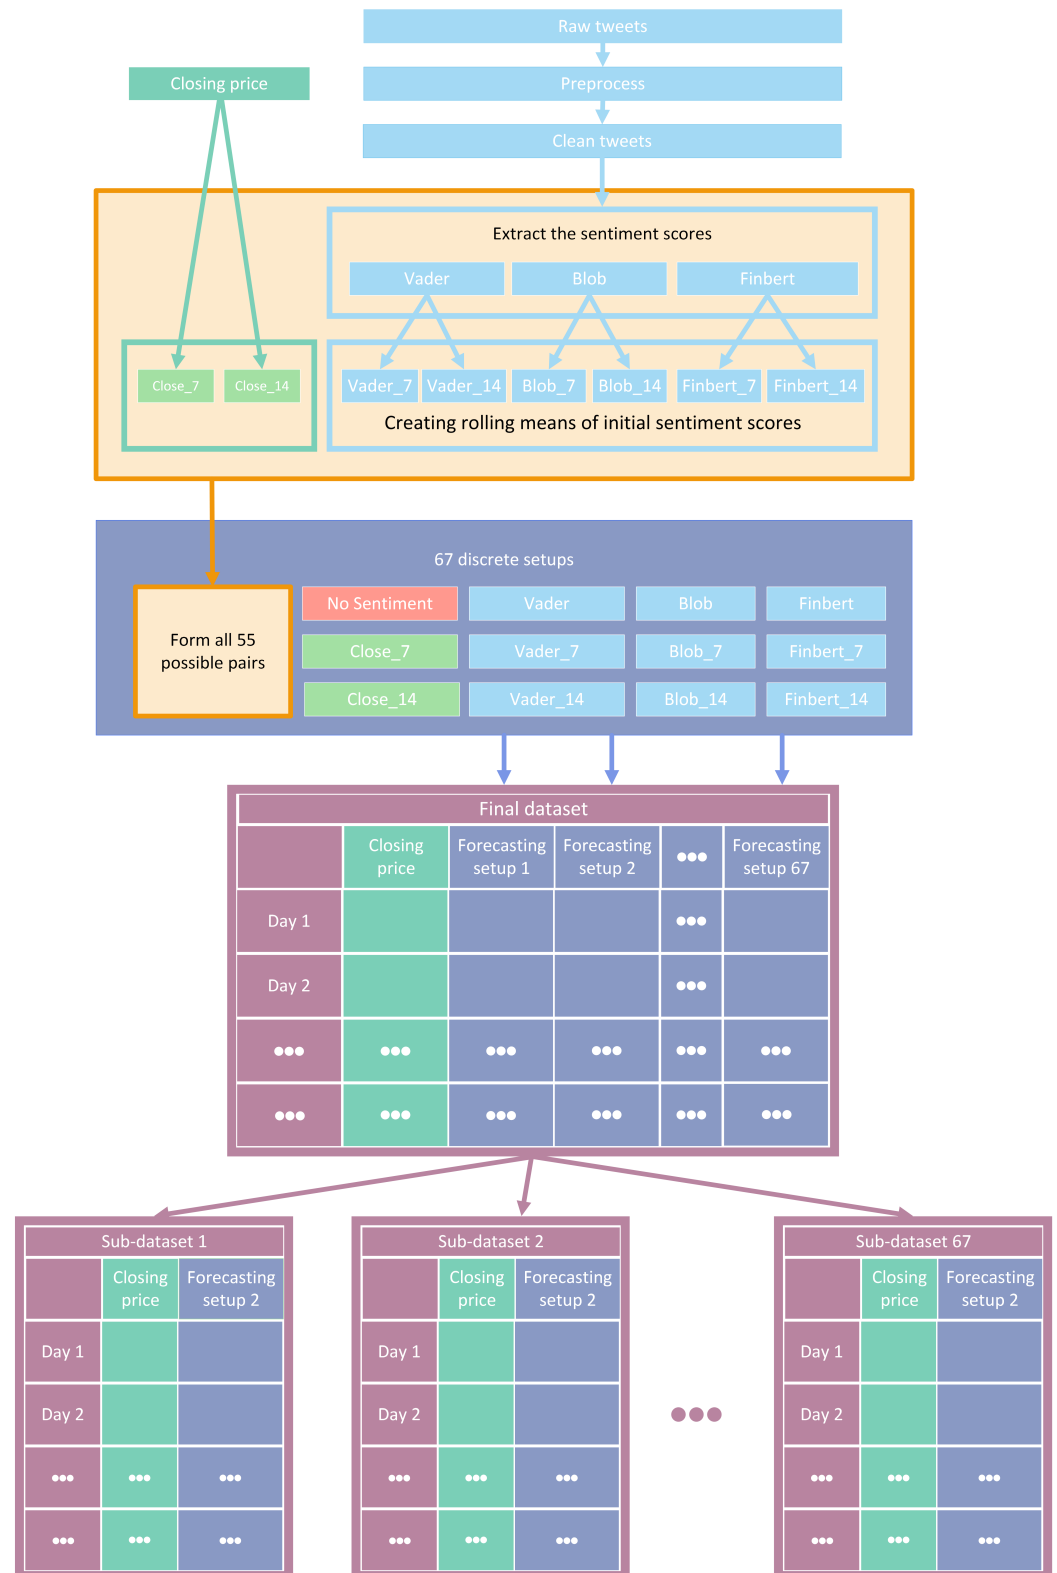 Raw tweets
Closing price
Preprocess
Clean tweets
Extract the sentiment scores
Vader
Blob
Finbert
Close_7
Close_14
Vader_7
Vader_14
Blob_7
Blob_14
Finbert_7
Finbert_14
Creating rolling means of initial sentiment scores
67 discrete setups
Form all 55
possible pairs
No Sentiment
Vader
Blob
Finbert
Close_7
Vader_7
Blob_7
Finbert_7
Close_14
Vader_14
Blob_14
Finbert_14
Final dataset
Closing
price
Forecasting
setup 1
Forecasting
setup 2
●●●
Forecasting
setup 67
Day 1
●●●
Day 2
●●●
●●● ●●● ●●● ●●● ●●● ●●●
●●● ●●● ●●● ●●● ●●● ●●●
Sub-dataset 1
Closing
price
Forecasting
setup 2
Day 1
Day 2
●●● ●●● ●●●
●●● ●●● ●●●
Sub-dataset 2
Closing
price
Forecasting
setup 2
Day 1
Day 2
●●● ●●● ●●●
●●● ●●● ●●●
●●●
Sub-dataset 67
Closing
price
Forecasting
setup 2
Day 1
Day 2
●●● ●●● ●●●
●●● ●●● ●●●